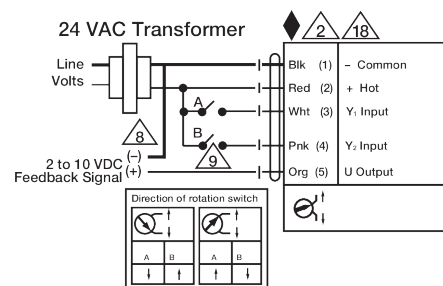 24 VAC Transformer
2 18
Line
Volts
Blk (1) – Common
Red (2) + Hot
A
Wht (3) Y₁ Input
B
Pnk (4) Y₂ Input
8
9
2 to 10 VDC (–)
Feedback Signal (+)
Org (5) U Output
Direction of rotation switch
A B A B